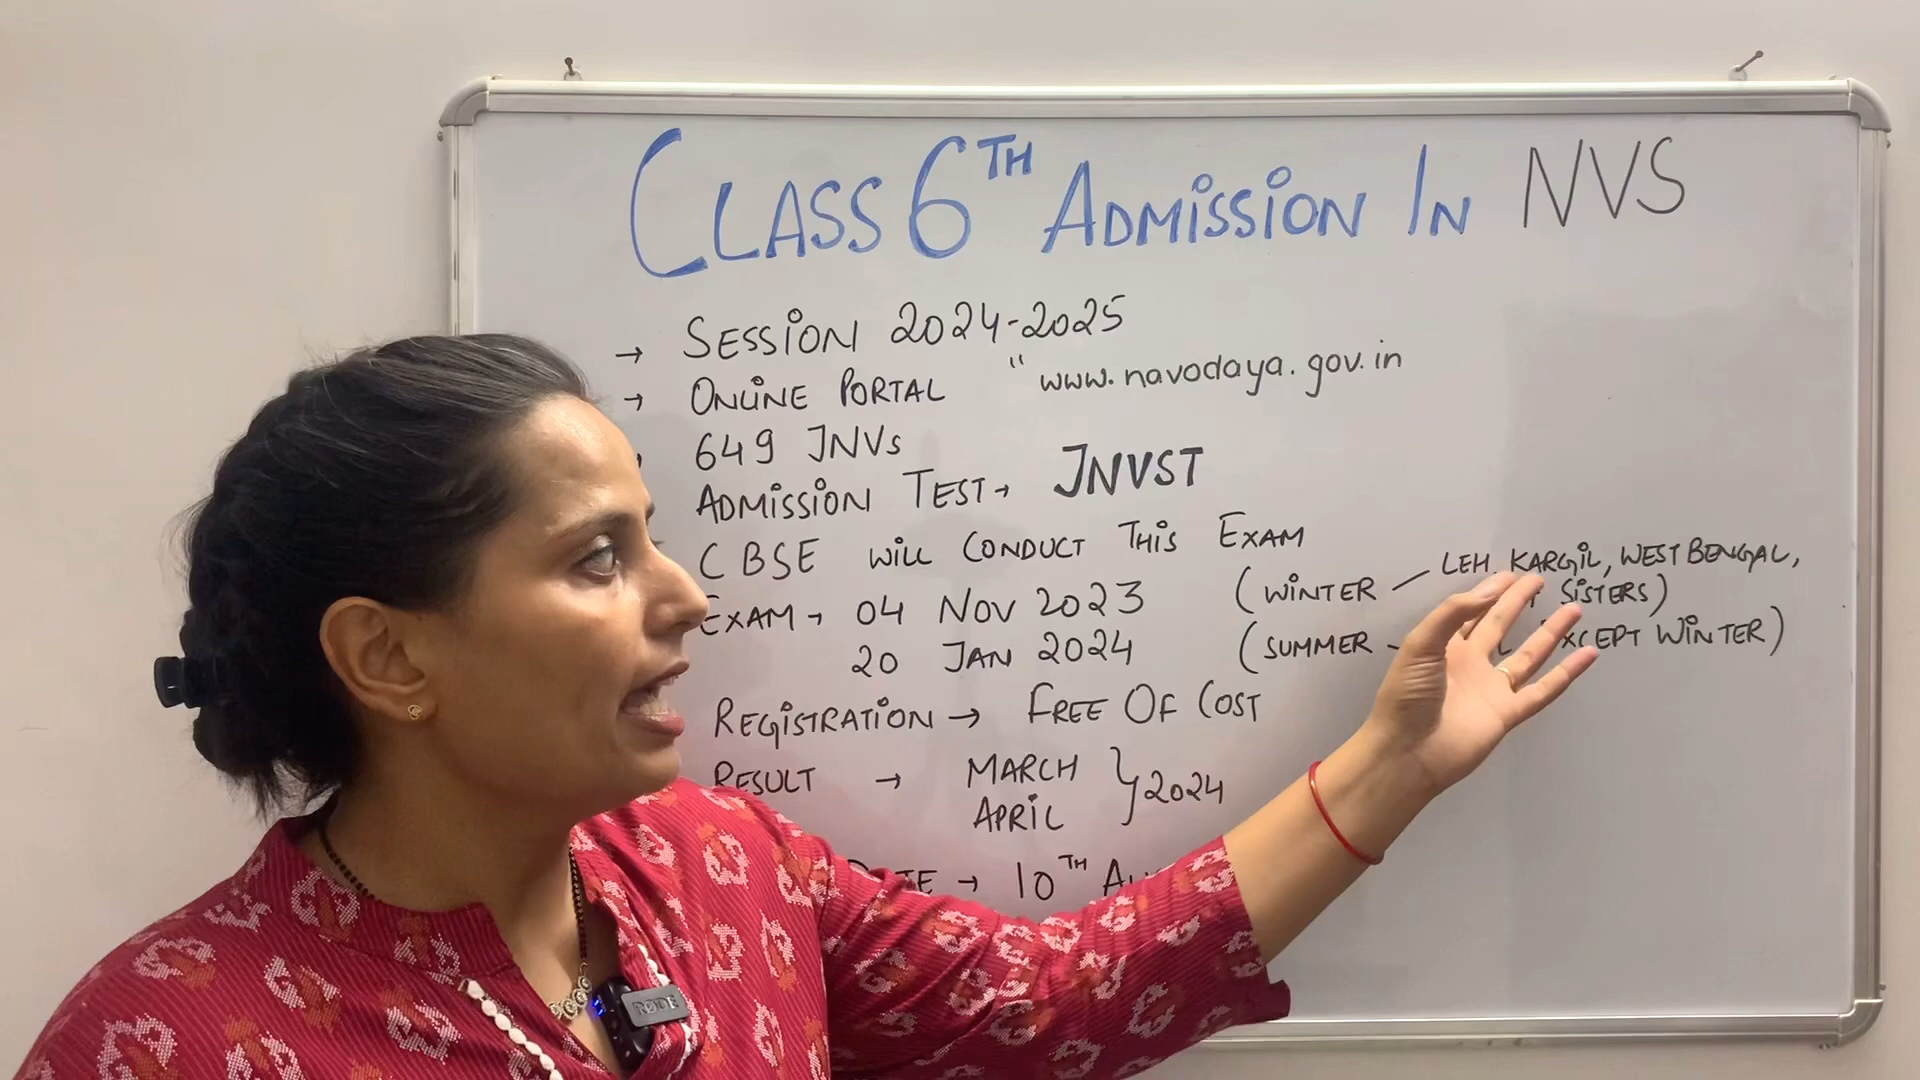 CLASS 6TH ADMISSION IN NVS
→ SESSION 2024-2025
→ ONLINE PORTAL " www.navodaya.gov.in
649 JNVs
ADMISSION TEST → JNVST
CBSE WILL CONDUCT THIS EXAM
EXAM → 04 NOV 2023 (WINTER — LEH, KARGIL, WEST BENGAL,
SISTERS)
20 JAN 2024 (SUMMER - EXCEPT WINTER)
REGISTRATION → FREE OF COST
RESULT → MARCH
APRIL } 2024
→ 10TH
RØDE